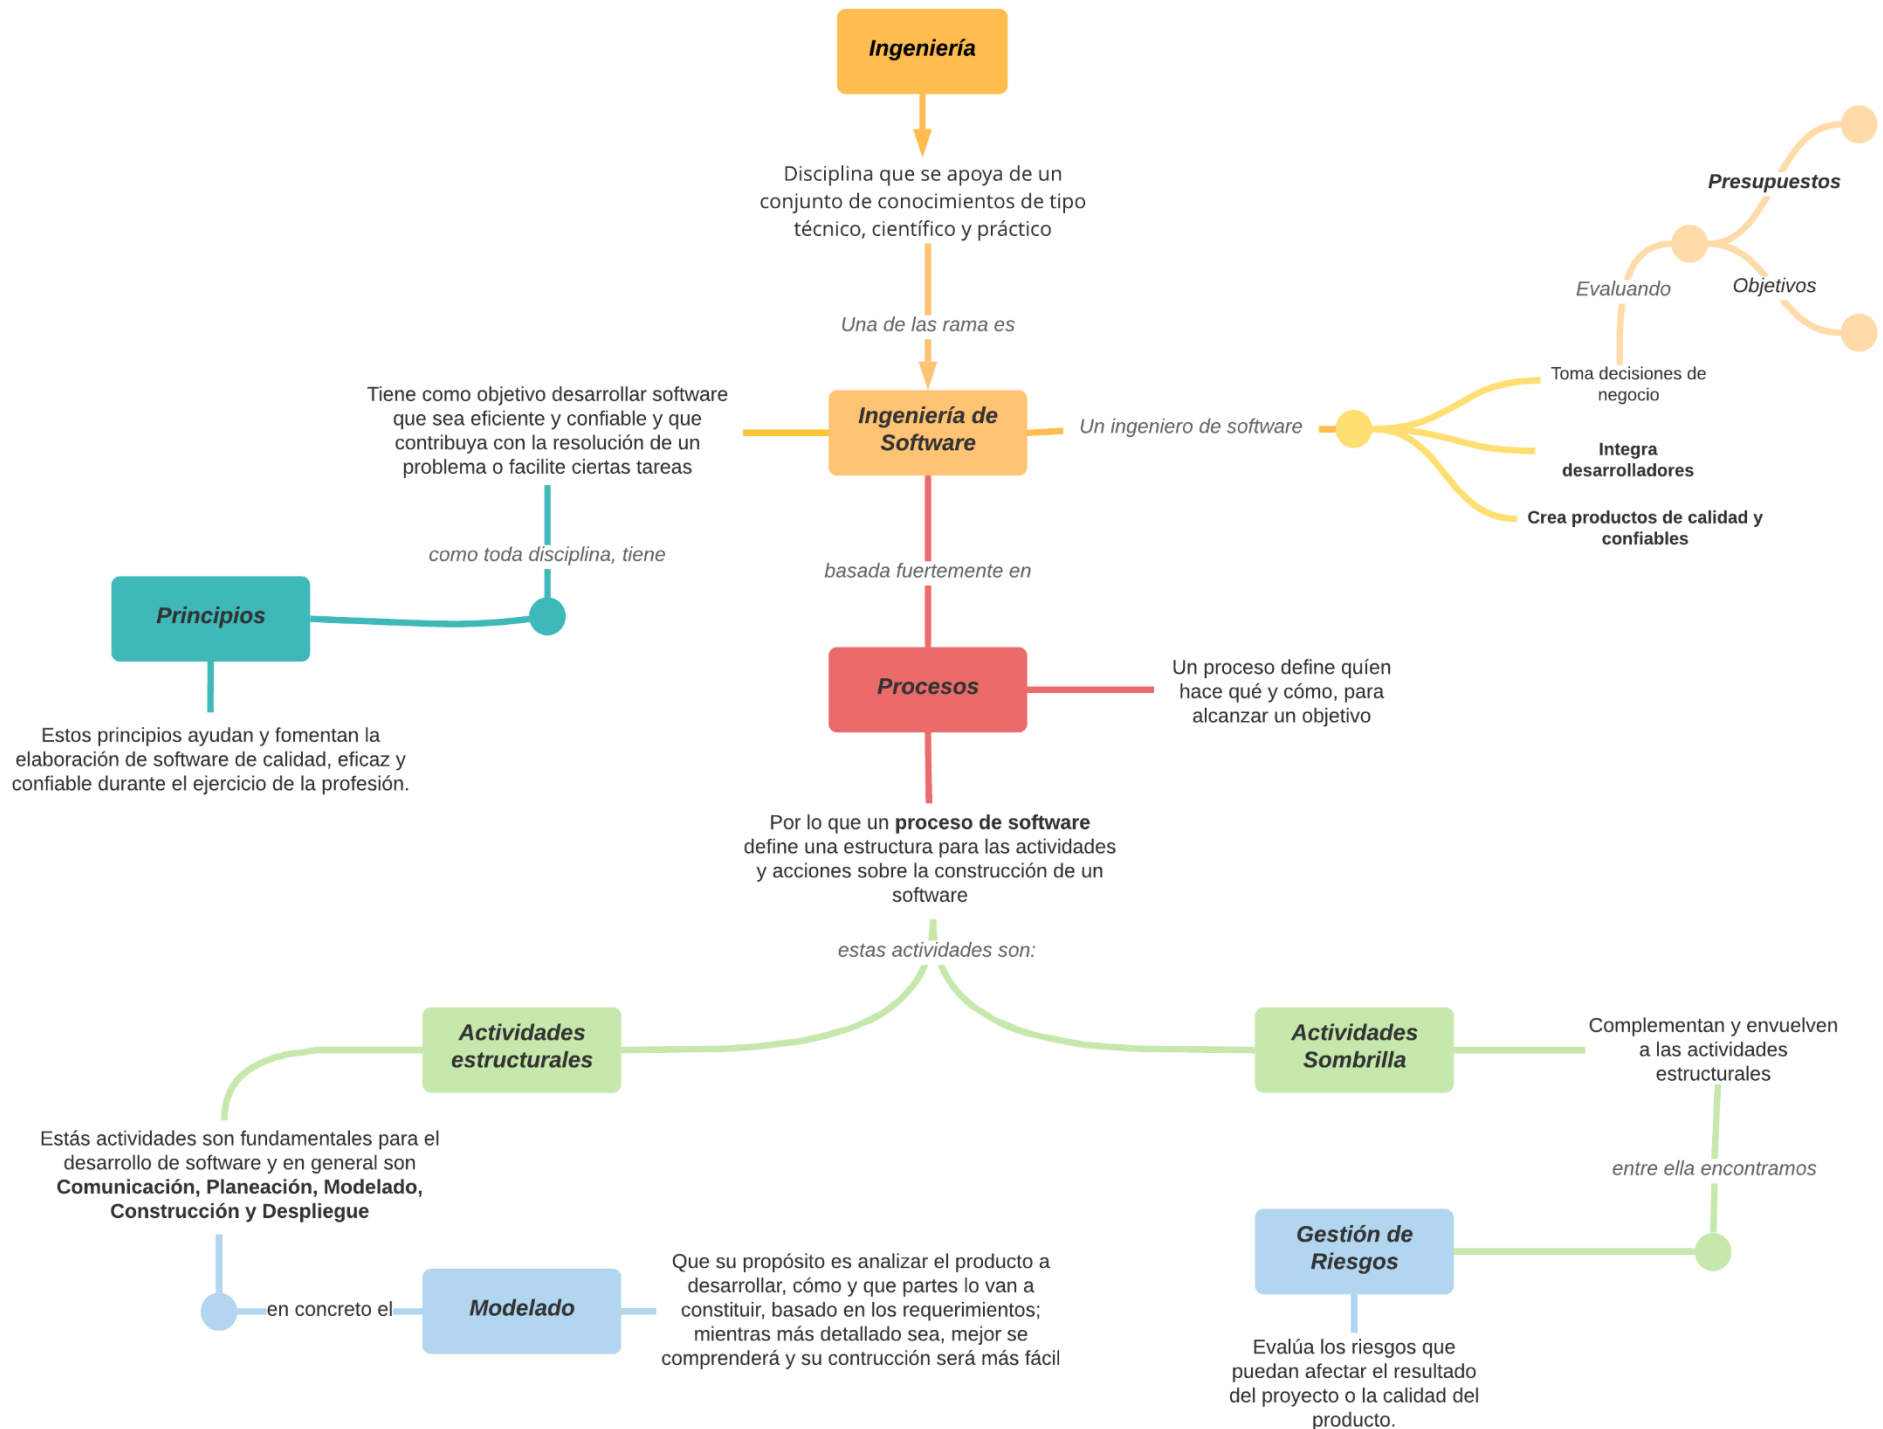 Ingeniería
Disciplina que se apoya de un
conjunto de conocimientos de tipo
técnico, científico y práctico
Una de las rama es
Presupuestos
Evaluando
Objetivos
Tiene como objetivo desarrollar software
que sea eficiente y confiable y que
contribuya con la resolución de un
problema o facilite ciertas tareas
Ingeniería de
Software
Un ingeniero de software
Toma decisiones de
negocio
Integra
desarrolladores
Crea productos de calidad y
confiables
como toda disciplina, tiene
basada fuertemente en
Principios
Estos principios ayudan y fomentan la
elaboración de software de calidad, eficaz y
confiable durante el ejercicio de la profesión.
Procesos
Un proceso define quíen
hace qué y cómo, para
alcanzar un objetivo
Por lo que un proceso de software
define una estructura para las actividades
y acciones sobre la construcción de un
software
estas actividades son:
Actividades
estructurales
Actividades
Sombrilla
Complementan y envuelven
a las actividades
estructurales
Estás actividades son fundamentales para el
desarrollo de software y en general son
Comunicación, Planeación, Modelado,
Construcción y Despliegue
entre ella encontramos
en concreto el
Modelado
Que su propósito es analizar el producto a
desarrollar, cómo y que partes lo van a
constituir, basado en los requerimientos;
mientras más detallado sea, mejor se
comprenderá y su contrucción será más fácil
Gestión de
Riesgos
Evalúa los riesgos que
puedan afectar el resultado
del proyecto o la calidad del
producto.